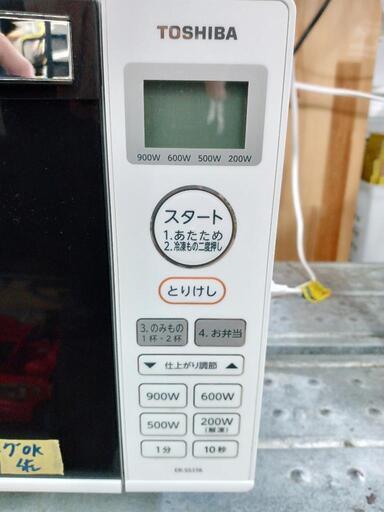 TOSHIBA
900W 600W 500W 200W
スタート
1.あたため
2.冷凍もの二度押し
とりけし
3.のみもの
1杯・2杯
4.お弁当
▼ 仕上がり調節 ▲
900W 600W
500W 200W
(解凍)
1分 10秒
OK